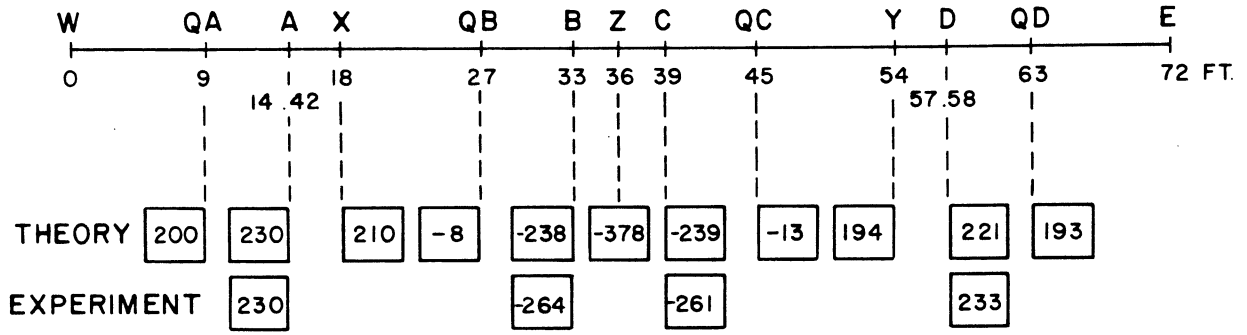 W QA A X QB B Z C QC Y D QD E
0 9 18 27 33 36 39 45 54 63 72 FT.
14.42 57.58
THEORY 200 230 210 -8 -238 -378 -239 -13 194 221 193
EXPERIMENT 230 -264 -261 233